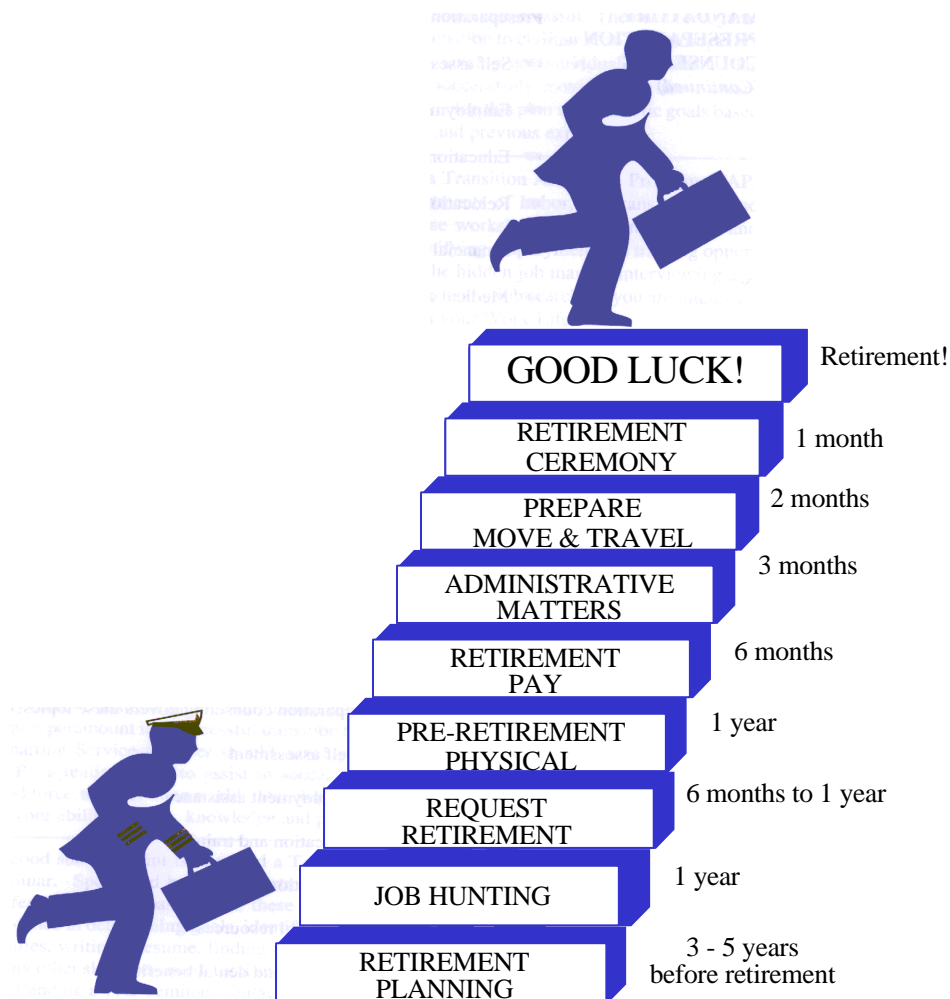 GOOD LUCK!
Retirement!
RETIREMENT
CEREMONY
1 month
PREPARE
MOVE & TRAVEL
2 months
ADMINISTRATIVE
MATTERS
3 months
RETIREMENT
PAY
6 months
PRE-RETIREMENT
PHYSICAL
1 year
REQUEST
RETIREMENT
6 months to 1 year
JOB HUNTING
1 year
RETIREMENT
PLANNING
3 - 5 years
before retirement